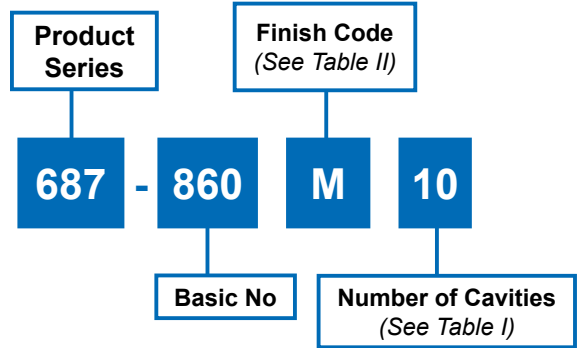 Product
Series
Finish Code
(See Table II)
687 - 860 M 10
Basic No
Number of Cavities
(See Table I)